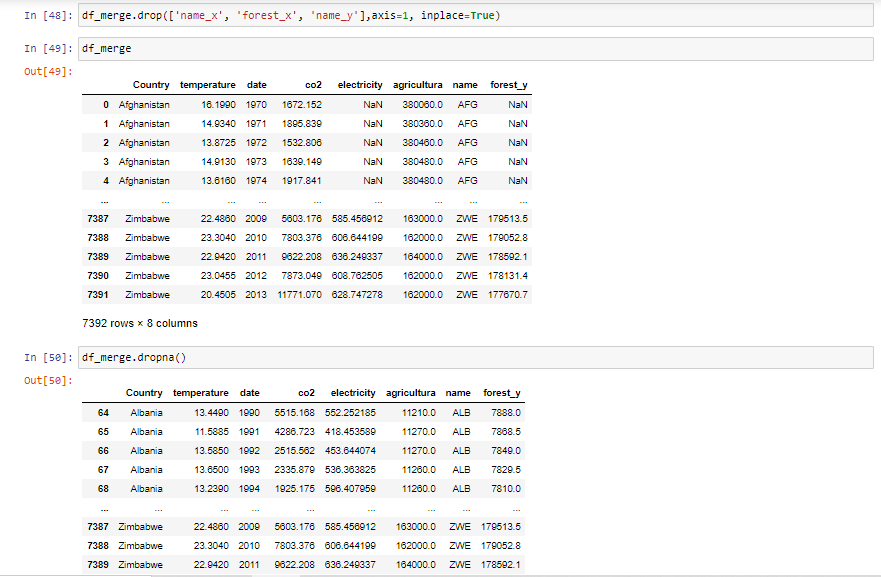 In [48]: df_merge.drop(['name_x', 'forest_x', 'name_y'],axis=1, inplace=True)
In [49]: df_merge
Out[49]:
Country temperature date co2 electricity agricultura name forest_y
0 Afghanistan 16.1990 1970 1672.152 NaN 380060.0 AFG NaN
1 Afghanistan 14.9340 1971 1895.839 NaN 380360.0 AFG NaN
2 Afghanistan 13.8725 1972 1532.806 NaN 380460.0 AFG NaN
3 Afghanistan 14.9130 1973 1639.149 NaN 380480.0 AFG NaN
4 Afghanistan 13.6160 1974 1917.841 NaN 380480.0 AFG NaN
... ... ... ... ... ... ... ... ...
7387 Zimbabwe 22.4860 2009 5603.176 585.456912 163000.0 ZWE 179513.5
7388 Zimbabwe 23.3040 2010 7803.376 606.644199 162000.0 ZWE 179052.8
7389 Zimbabwe 22.9420 2011 9622.208 636.249337 164000.0 ZWE 178592.1
7390 Zimbabwe 23.0455 2012 7873.049 608.762505 162000.0 ZWE 178131.4
7391 Zimbabwe 20.4505 2013 11771.070 628.747278 162000.0 ZWE 177670.7
7392 rows × 8 columns
In [50]: df_merge.dropna()
Out[50]:
Country temperature date co2 electricity agricultura name forest_y
64 Albania 13.4490 1990 5515.168 552.252185 11210.0 ALB 7888.0
65 Albania 11.5885 1991 4286.723 418.453589 11270.0 ALB 7868.5
66 Albania 13.5850 1992 2515.562 453.644074 11270.0 ALB 7849.0
67 Albania 13.6500 1993 2335.879 536.363825 11260.0 ALB 7829.5
68 Albania 13.2390 1994 1925.175 596.407959 11260.0 ALB 7810.0
... ... ... ... ... ... ... ... ...
7387 Zimbabwe 22.4860 2009 5603.176 585.456912 163000.0 ZWE 179513.5
7388 Zimbabwe 23.3040 2010 7803.376 606.644199 162000.0 ZWE 179052.8
7389 Zimbabwe 22.9420 2011 9622.208 636.249337 164000.0 ZWE 178592.1